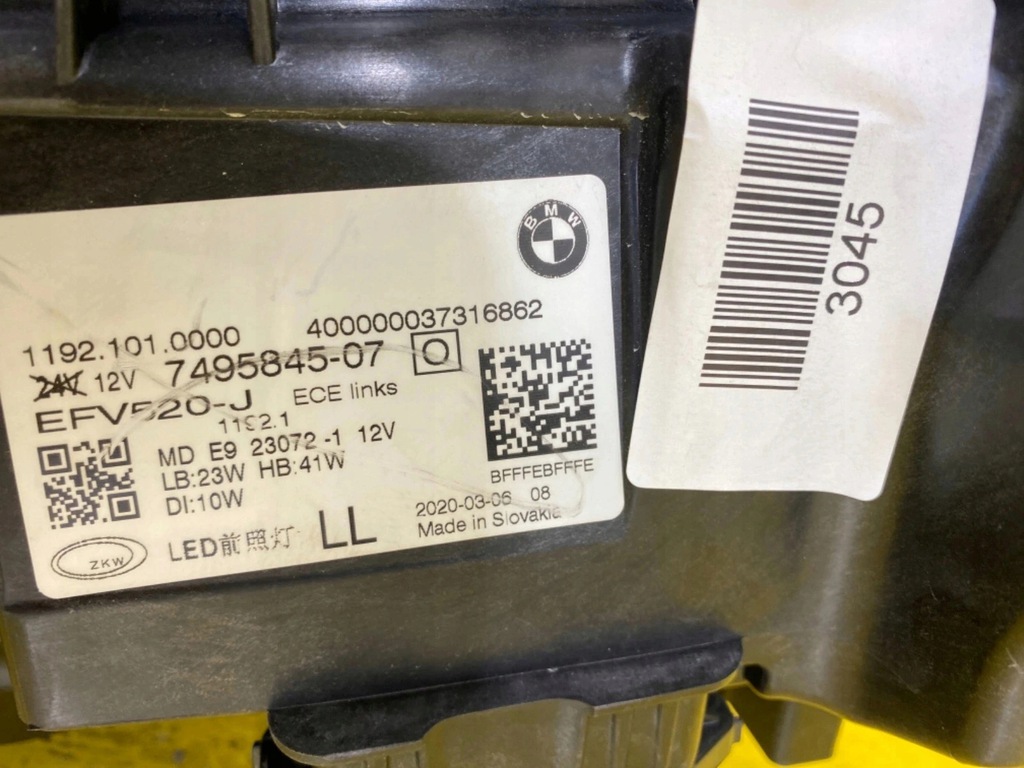 BMW
1192.101.0000 400000037316862
24V 12V 7495845-07 O
EFV520-J ECE links
1192.1
MD E9 23072-1 12V
LB:23W HB:41W
DI:10W
BFFFEBFFFE
2020-03-06 08
Made in Slovakia
ZKW
LED前照灯 LL
3045